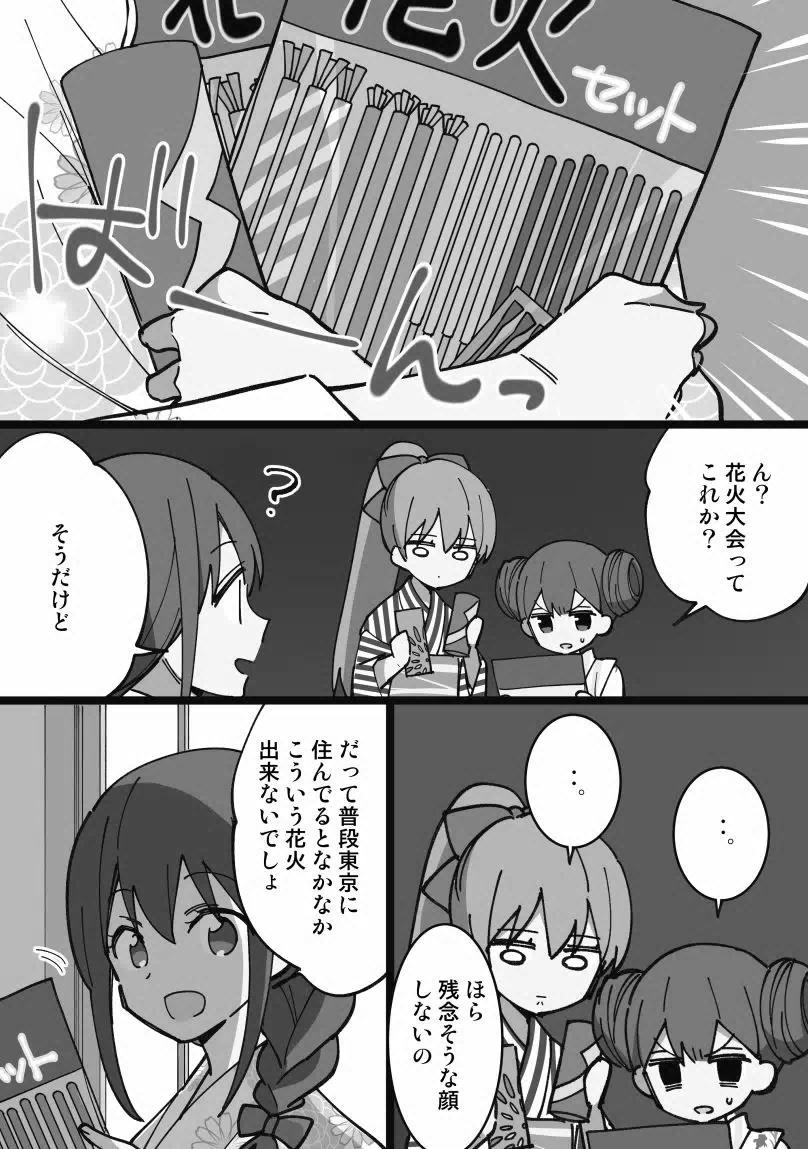 花火
セット
花
ばーんっ
ん？
花火大会って
これか？
？
そうだけど
…。
…。
ほら
残念そうな顔
しないの
だって普段東京に
住んでるとなかなか
こういう花火
出来ないでしょ
ット